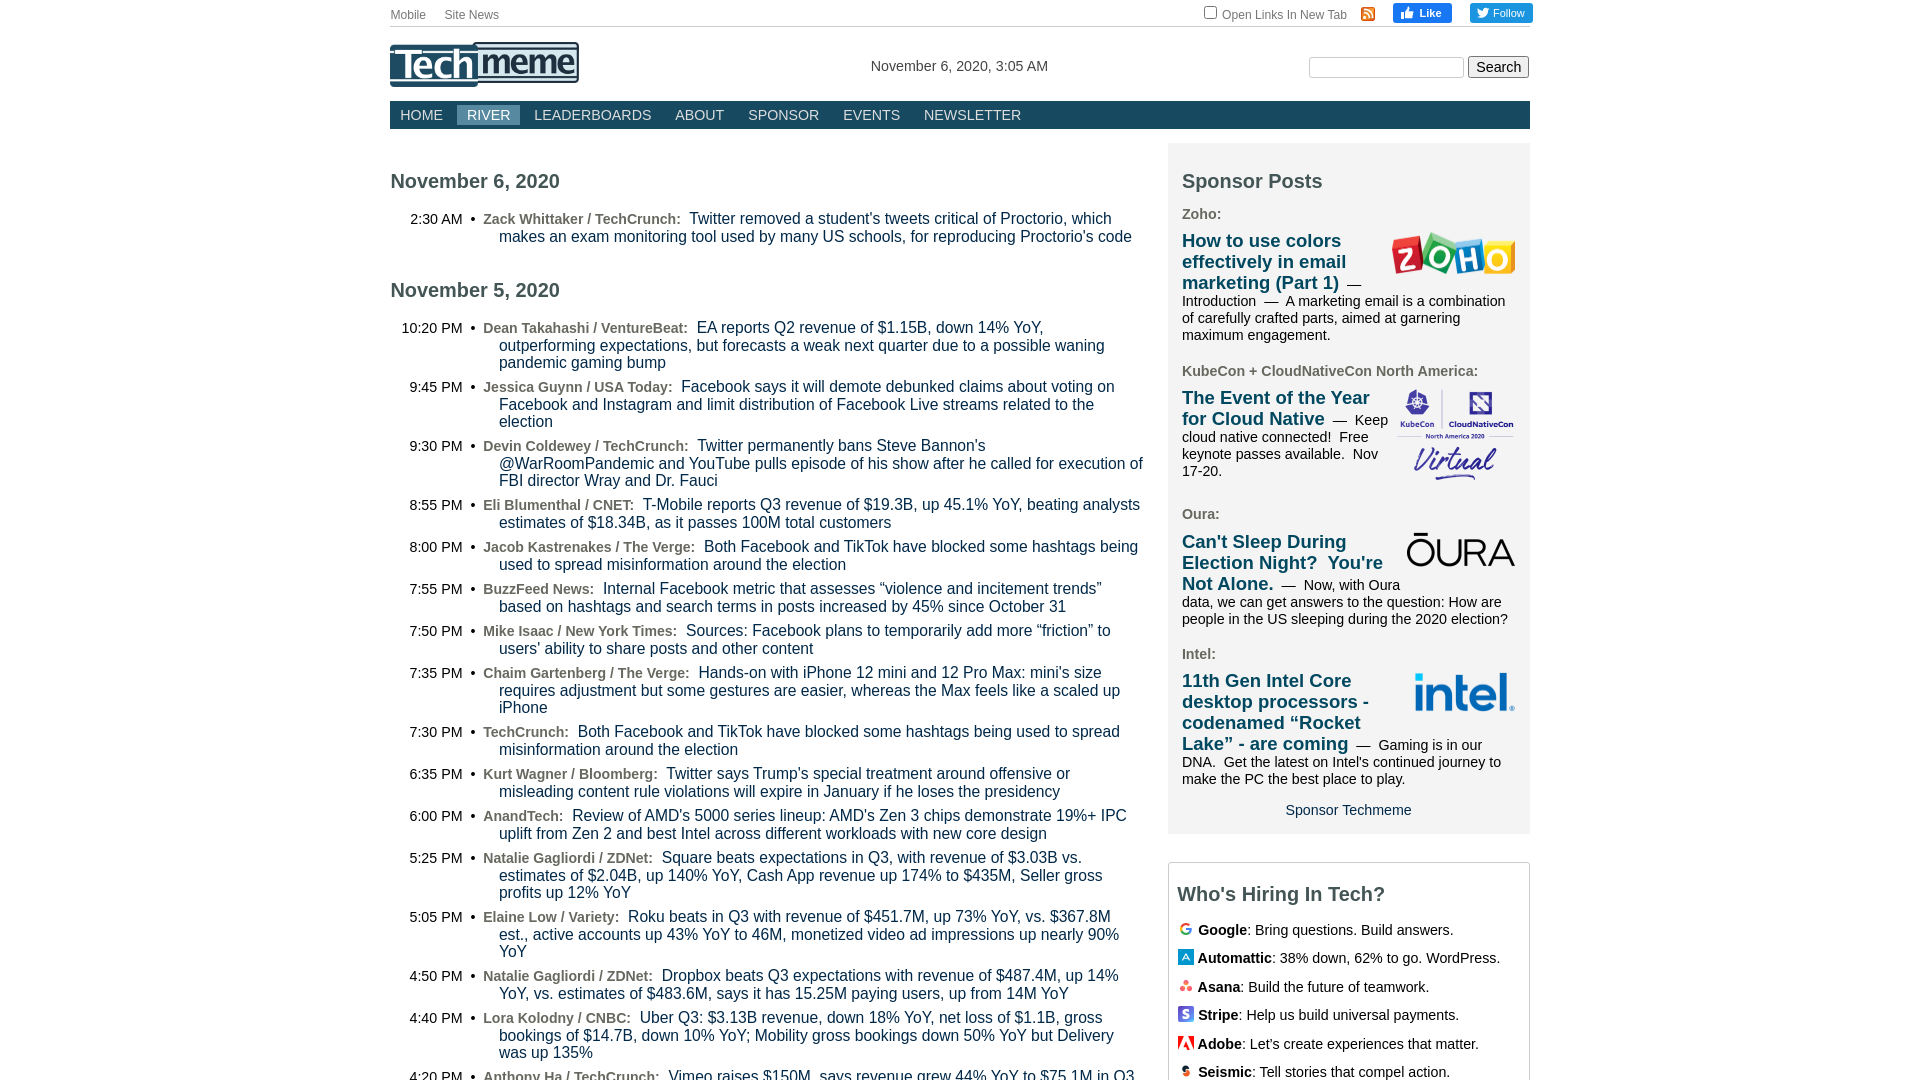 Mobile Site News Open Links In New Tab Like Follow
Techmeme
November 6, 2020, 3:05 AM
Search
HOME RIVER LEADERBOARDS ABOUT SPONSOR EVENTS NEWSLETTER
November 6, 2020
2:30 AM • Zack Whittaker / TechCrunch: Twitter removed a student's tweets critical of Proctorio, which
makes an exam monitoring tool used by many US schools, for reproducing Proctorio's code
November 5, 2020
10:20 PM • Dean Takahashi / VentureBeat: EA reports Q2 revenue of $1.15B, down 14% YoY,
outperforming expectations, but forecasts a weak next quarter due to a possible waning
pandemic gaming bump
9:45 PM • Jessica Guynn / USA Today: Facebook says it will demote debunked claims about voting on
Facebook and Instagram and limit distribution of Facebook Live streams related to the
election
9:30 PM • Devin Coldewey / TechCrunch: Twitter permanently bans Steve Bannon's
@WarRoomPandemic and YouTube pulls episode of his show after he called for execution of
FBI director Wray and Dr. Fauci
8:55 PM • Eli Blumenthal / CNET: T-Mobile reports Q3 revenue of $19.3B, up 45.1% YoY, beating analysts
estimates of $18.34B, as it passes 100M total customers
8:00 PM • Jacob Kastrenakes / The Verge: Both Facebook and TikTok have blocked some hashtags being
used to spread misinformation around the election
7:55 PM • BuzzFeed News: Internal Facebook metric that assesses “violence and incitement trends”
based on hashtags and search terms in posts increased by 45% since October 31
7:50 PM • Mike Isaac / New York Times: Sources: Facebook plans to temporarily add more “friction” to
users' ability to share posts and other content
7:35 PM • Chaim Gartenberg / The Verge: Hands-on with iPhone 12 mini and 12 Pro Max: mini's size
requires adjustment but some gestures are easier, whereas the Max feels like a scaled up
iPhone
7:30 PM • TechCrunch: Both Facebook and TikTok have blocked some hashtags being used to spread
misinformation around the election
6:35 PM • Kurt Wagner / Bloomberg: Twitter says Trump's special treatment around offensive or
misleading content rule violations will expire in January if he loses the presidency
6:00 PM • AnandTech: Review of AMD's 5000 series lineup: AMD's Zen 3 chips demonstrate 19%+ IPC
uplift from Zen 2 and best Intel across different workloads with new core design
5:25 PM • Natalie Gagliordi / ZDNet: Square beats expectations in Q3, with revenue of $3.03B vs.
estimates of $2.04B, up 140% YoY, Cash App revenue up 174% to $435M, Seller gross
profits up 12% YoY
5:05 PM • Elaine Low / Variety: Roku beats in Q3 with revenue of $451.7M, up 73% YoY, vs. $367.8M
est., active accounts up 43% YoY to 46M, monetized video ad impressions up nearly 90%
YoY
4:50 PM • Natalie Gagliordi / ZDNet: Dropbox beats Q3 expectations with revenue of $487.4M, up 14%
YoY, vs. estimates of $483.6M, says it has 15.25M paying users, up from 14M YoY
4:40 PM • Lora Kolodny / CNBC: Uber Q3: $3.13B revenue, down 18% YoY, net loss of $1.1B, gross
bookings of $14.7B, down 10% YoY; Mobility gross bookings down 50% YoY but Delivery
was up 135%
4:20 PM • Anthony Ha / TechCrunch: Vimeo raises $150M, says revenue grew 44% YoY to $75.1M in Q3
Sponsor Posts
Zoho:
How to use colors
effectively in email
marketing (Part 1) —
Introduction — A marketing email is a combination
of carefully crafted parts, aimed at garnering
maximum engagement.
ZOHO
KubeCon + CloudNativeCon North America:
The Event of the Year
for Cloud Native — Keep
cloud native connected! Free
keynote passes available. Nov
17-20.
KubeCon CloudNativeCon
North America 2020
Virtual
Oura:
Can't Sleep During
Election Night? You're
Not Alone. — Now, with Oura
data, we can get answers to the question: How are
people in the US sleeping during the 2020 election?
ŌURA
Intel:
11th Gen Intel Core
desktop processors -
codenamed “Rocket
Lake” - are coming — Gaming is in our
DNA. Get the latest on Intel's continued journey to
make the PC the best place to play.
intel®
Sponsor Techmeme
Who's Hiring In Tech?
Google: Bring questions. Build answers.
Automattic: 38% down, 62% to go. WordPress.
Asana: Build the future of teamwork.
Stripe: Help us build universal payments.
Adobe: Let’s create experiences that matter.
Seismic: Tell stories that compel action.